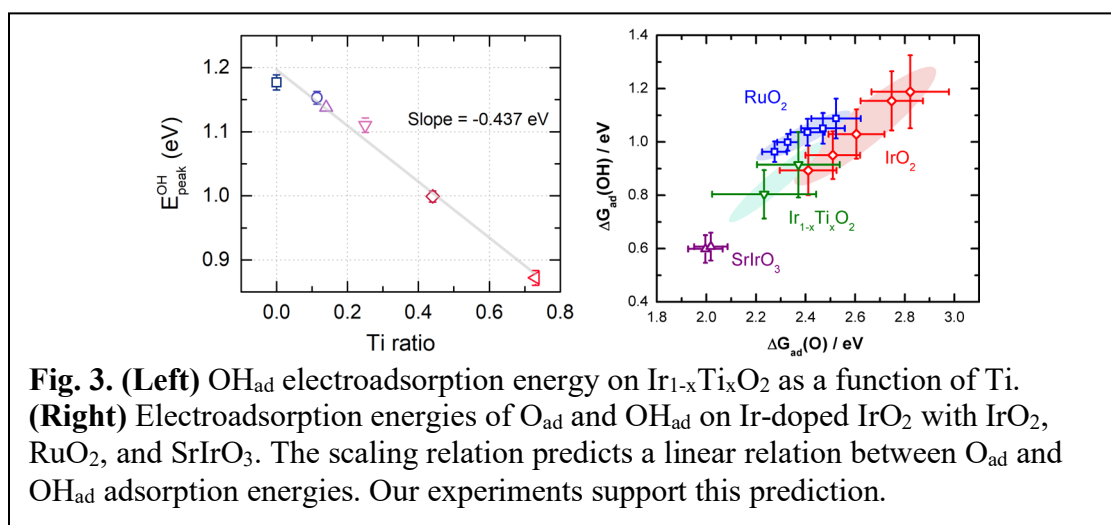 1.2
1.1
1.0
0.9
E^OH_peak (eV)
Slope = -0.437 eV
0.0 0.2 0.4 0.6 0.8
Ti ratio
1.4
1.2
1.0
0.8
0.6
0.4
ΔG_ad(OH) / eV
RuO₂
IrO₂
Ir₁₋ₓTiₓO₂
SrIrO₃
1.8 2.0 2.2 2.4 2.6 2.8 3.0
ΔG_ad(O) / eV
Fig. 3. (Left) OH_ad electroadsorption energy on Ir₁₋ₓTiₓO₂ as a function of Ti.
(Right) Electroadsorption energies of O_ad and OH_ad on Ir-doped IrO₂ with IrO₂,
RuO₂, and SrIrO₃. The scaling relation predicts a linear relation between O_ad and
OH_ad adsorption energies. Our experiments support this prediction.